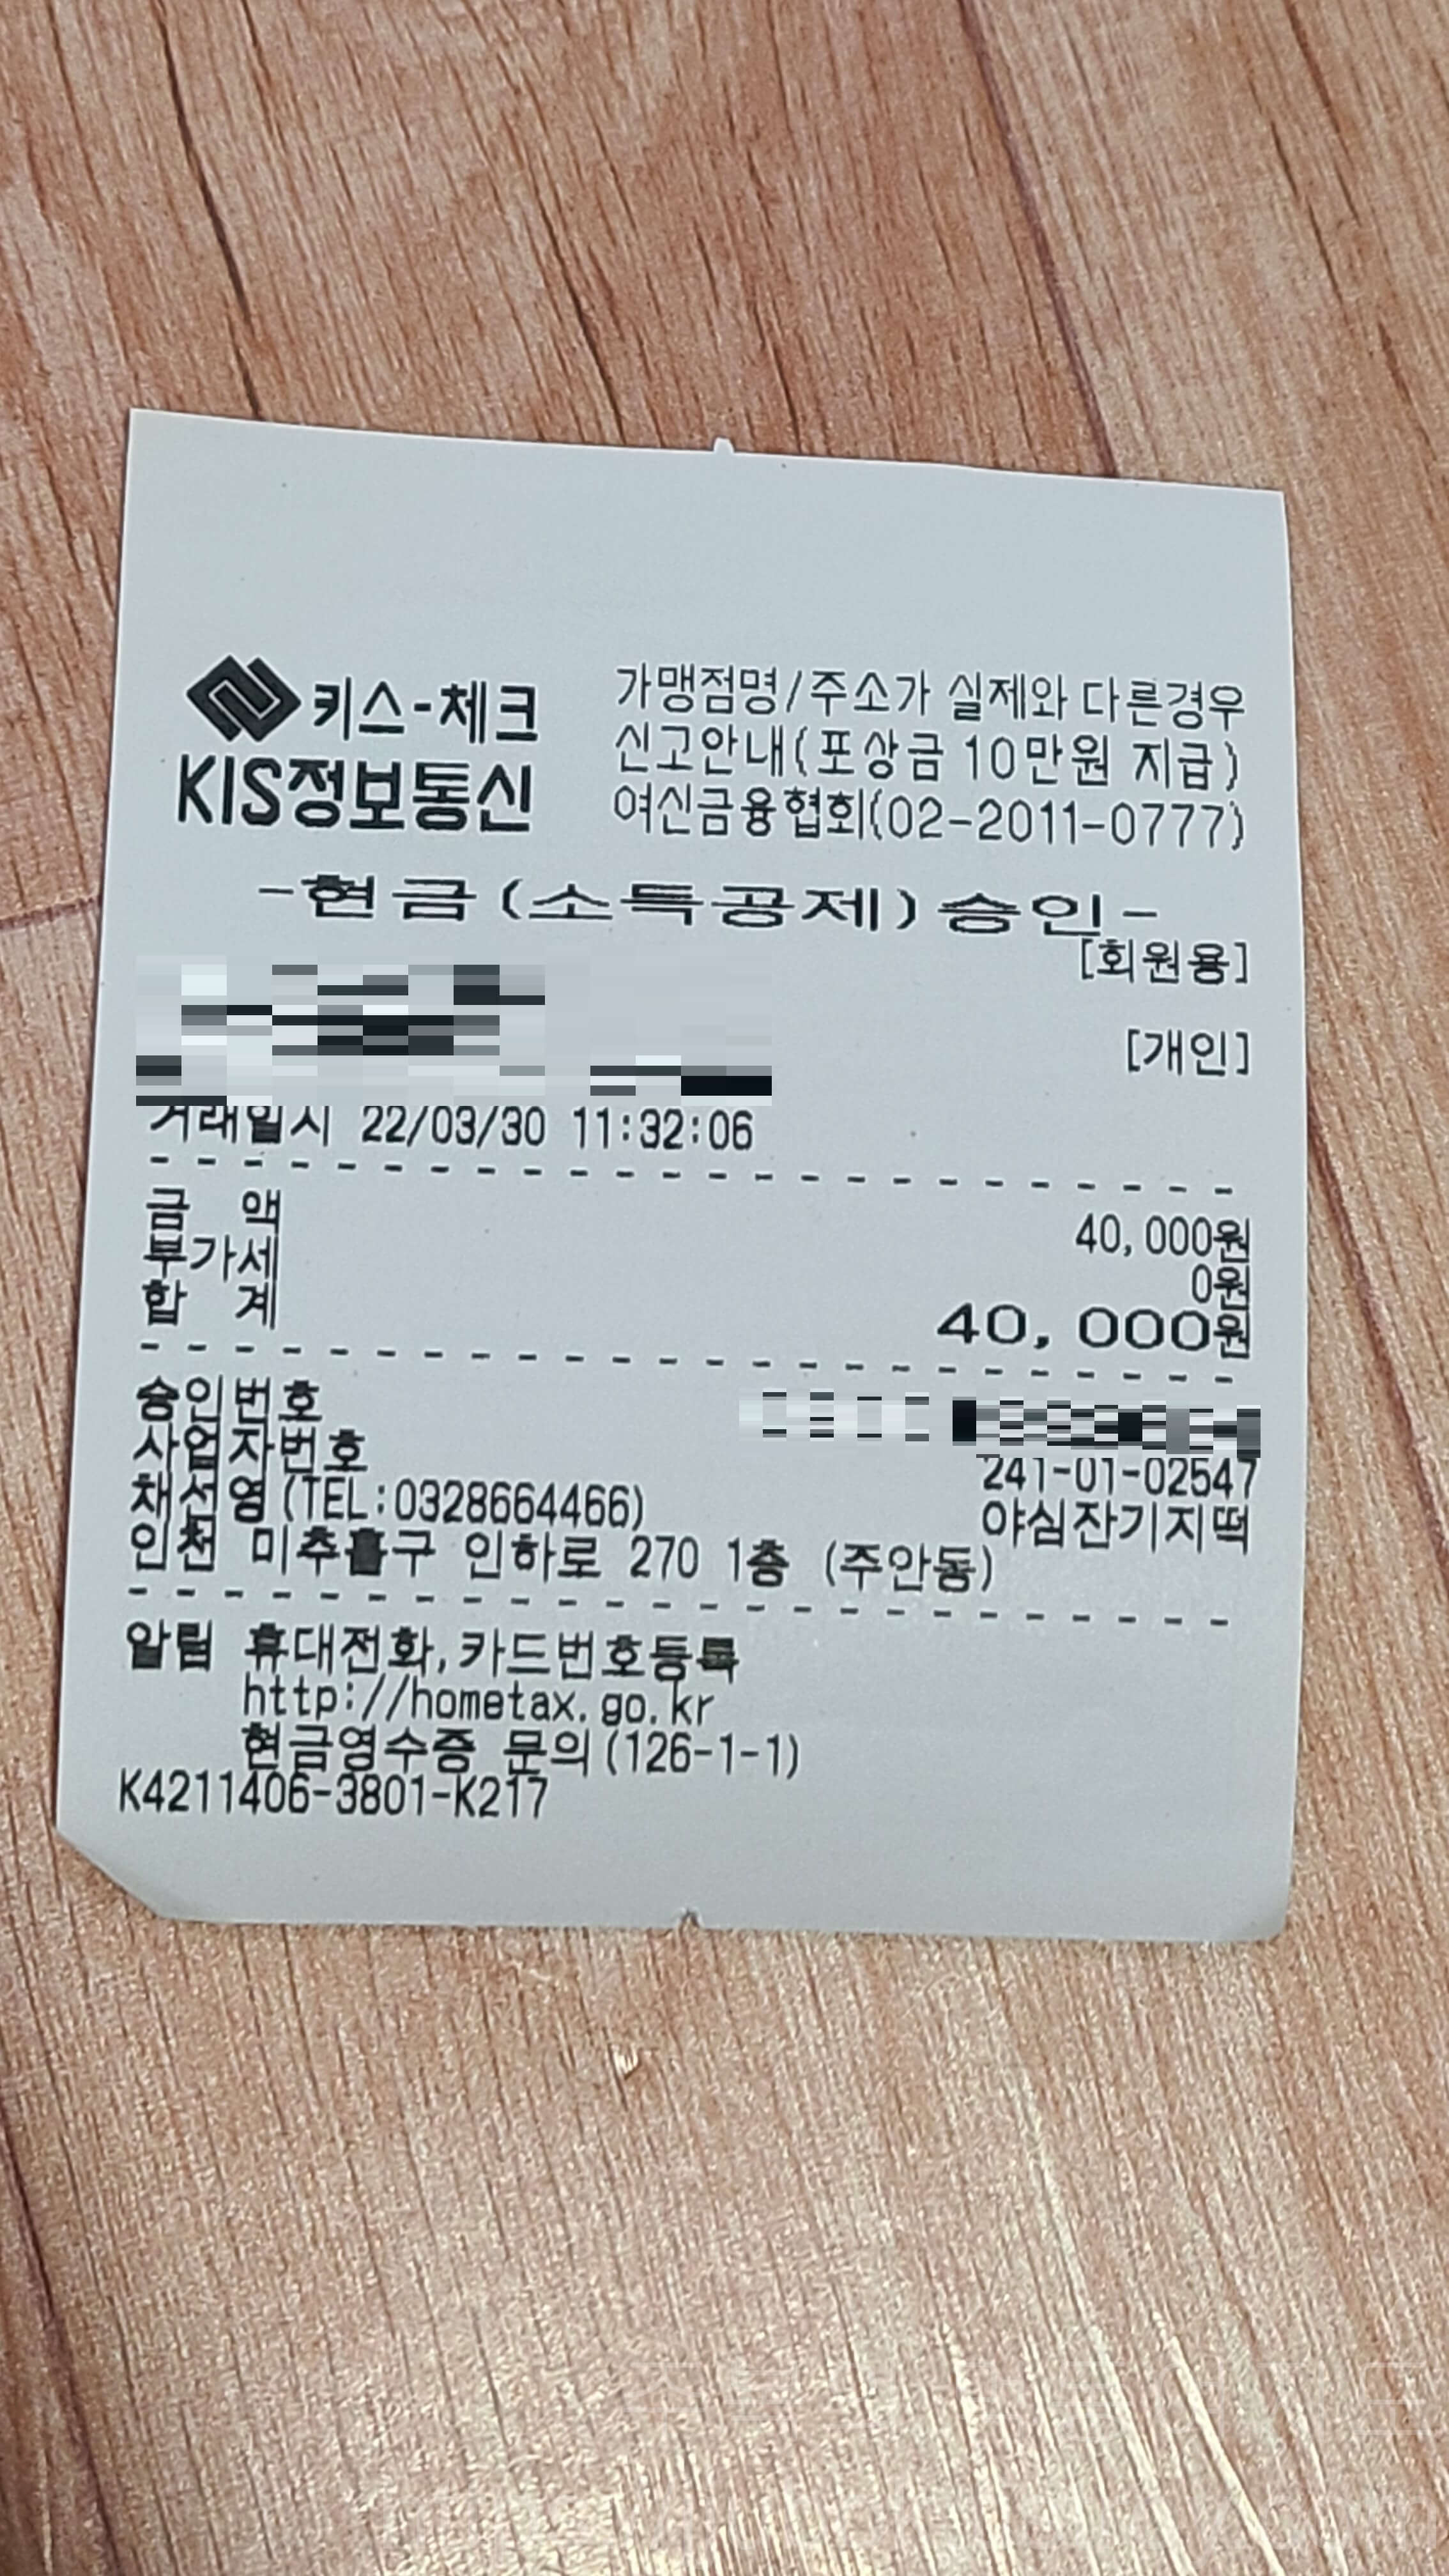 키스-체크
KIS정보통신
가맹점명/주소가 실제와 다른경우
신고안내(포상금 10만원 지급)
여신금융협회(02-2011-0777)
-현금(소득공제)승인-
[회원용]
[개인]
거래일시 22/03/30 11:32:06
금 액 40,000원
부가세 0원
합 계 40,000원
승인번호
사업자번호 241-01-02547
채선영(TEL:0328664466) 야심잔기지떡
인천 미추홀구 인하로 270 1층 (주안동)
알림 휴대전화,카드번호등록
http://hometax.go.kr
현금영수증 문의(126-1-1)
K4211406-3801-K217